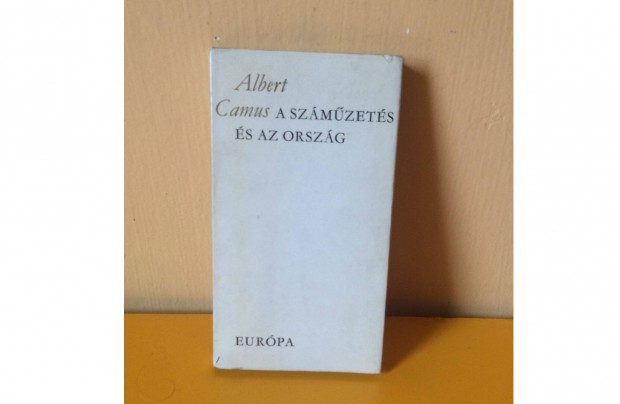 Albert
Camus A SZÁMŰZETÉS
ÉS AZ ORSZÁG
EURÓPA